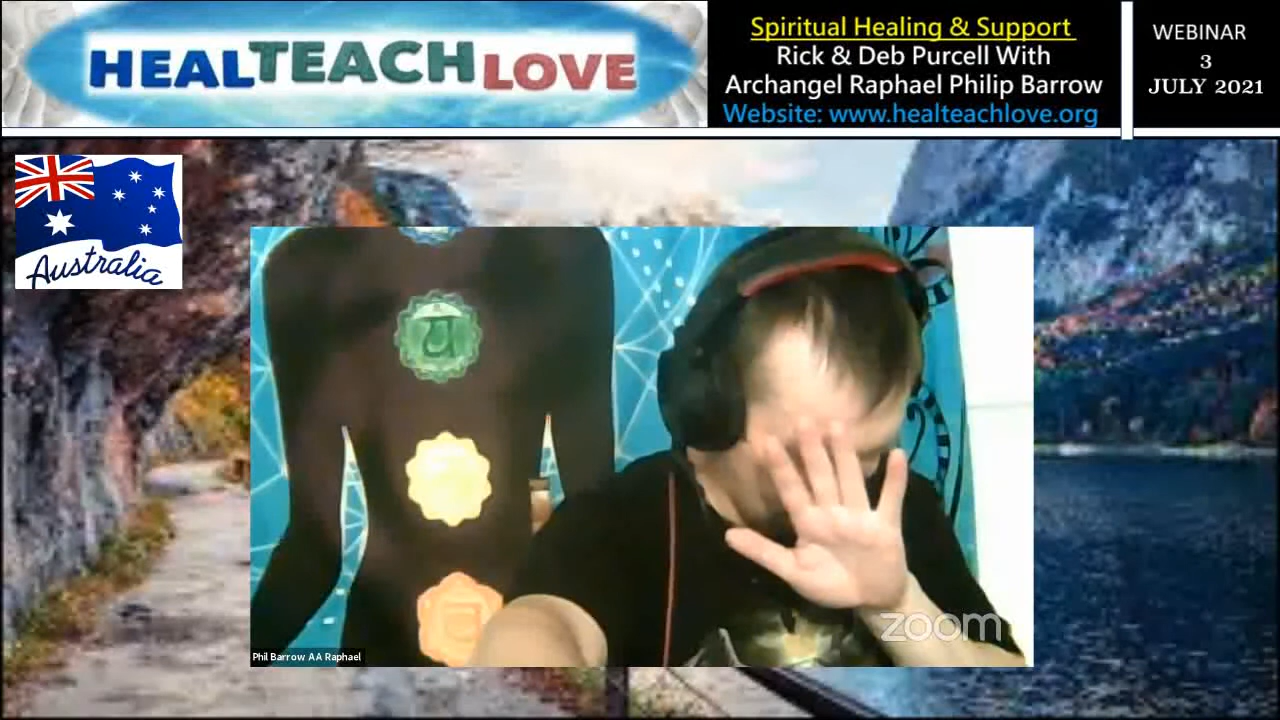 HEALTEACHLOVE
Spiritual Healing & Support
Rick & Deb Purcell With
Archangel Raphael Philip Barrow
Website: www.healteachlove.org
WEBINAR
3
JULY 2021
Australia
यं
zoom
Phil Barrow AA Raphael